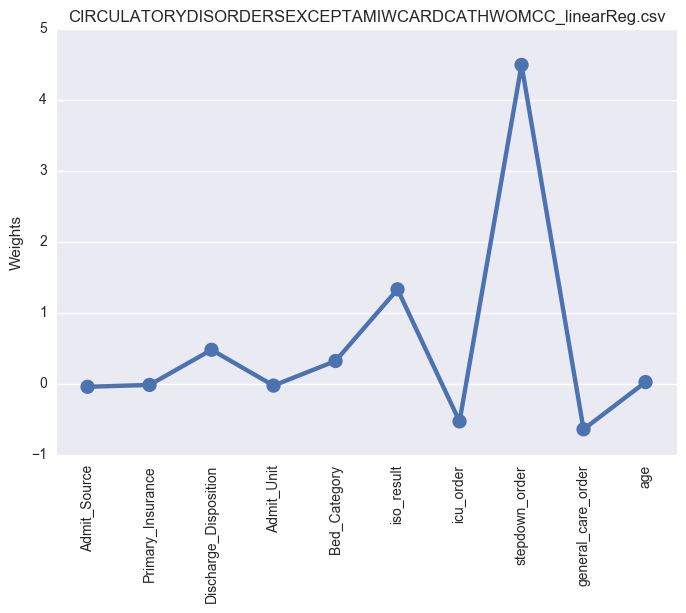 CIRCULATORYDISORDERSEXCEPTAMIWCARDCATHWOMCC_linearReg.csv
5
4
3
2
1
0
−1
Weights
Admit_Source
Primary_Insurance
Discharge_Disposition
Admit_Unit
Bed_Category
iso_result
icu_order
stepdown_order
general_care_order
age